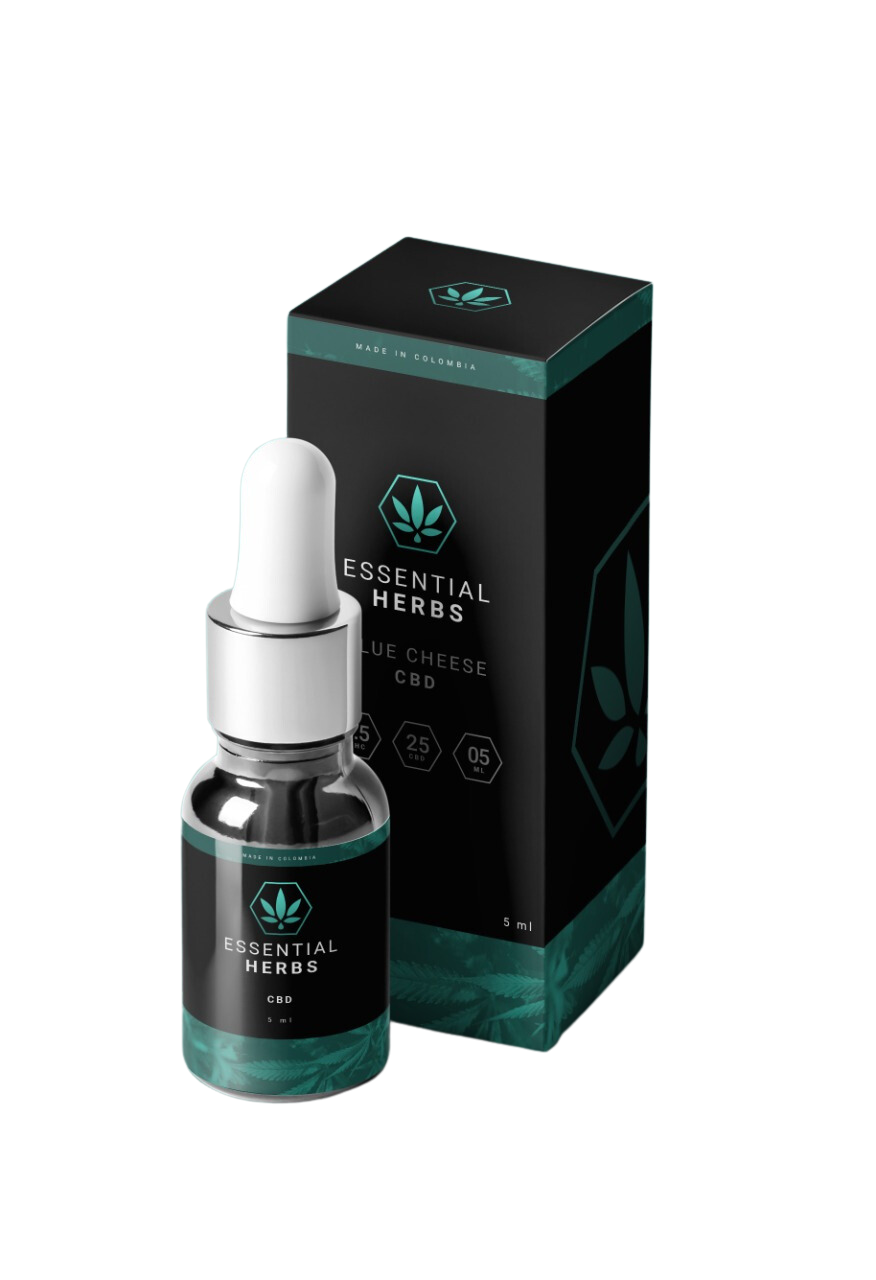 MADE IN COLOMBIA
ESSENTIAL
HERBS
LUE CHEESE
CBD
25
CBD
05
ML
5 ml
MADE IN COLOMBIA
ESSENTIAL
HERBS
CBD
5 ml